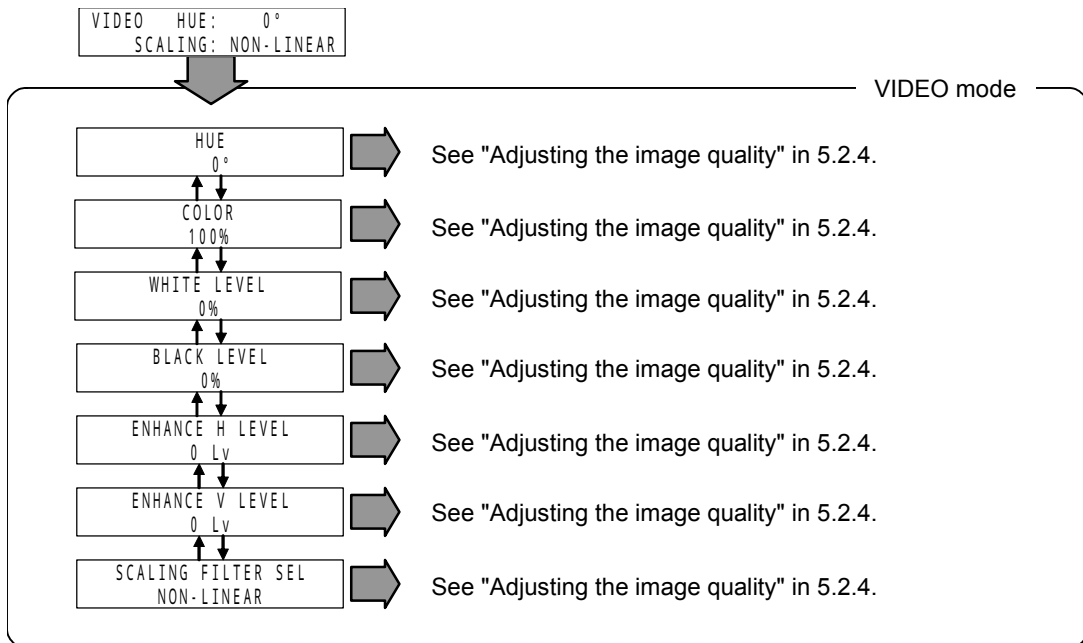 VIDEO HUE: 0°
SCALING: NON-LINEAR
VIDEO mode
HUE
0°
See "Adjusting the image quality" in 5.2.4.
COLOR
100%
See "Adjusting the image quality" in 5.2.4.
WHITE LEVEL
0%
See "Adjusting the image quality" in 5.2.4.
BLACK LEVEL
0%
See "Adjusting the image quality" in 5.2.4.
ENHANCE H LEVEL
0 Lv
See "Adjusting the image quality" in 5.2.4.
ENHANCE V LEVEL
0 Lv
See "Adjusting the image quality" in 5.2.4.
SCALING FILTER SEL
NON-LINEAR
See "Adjusting the image quality" in 5.2.4.